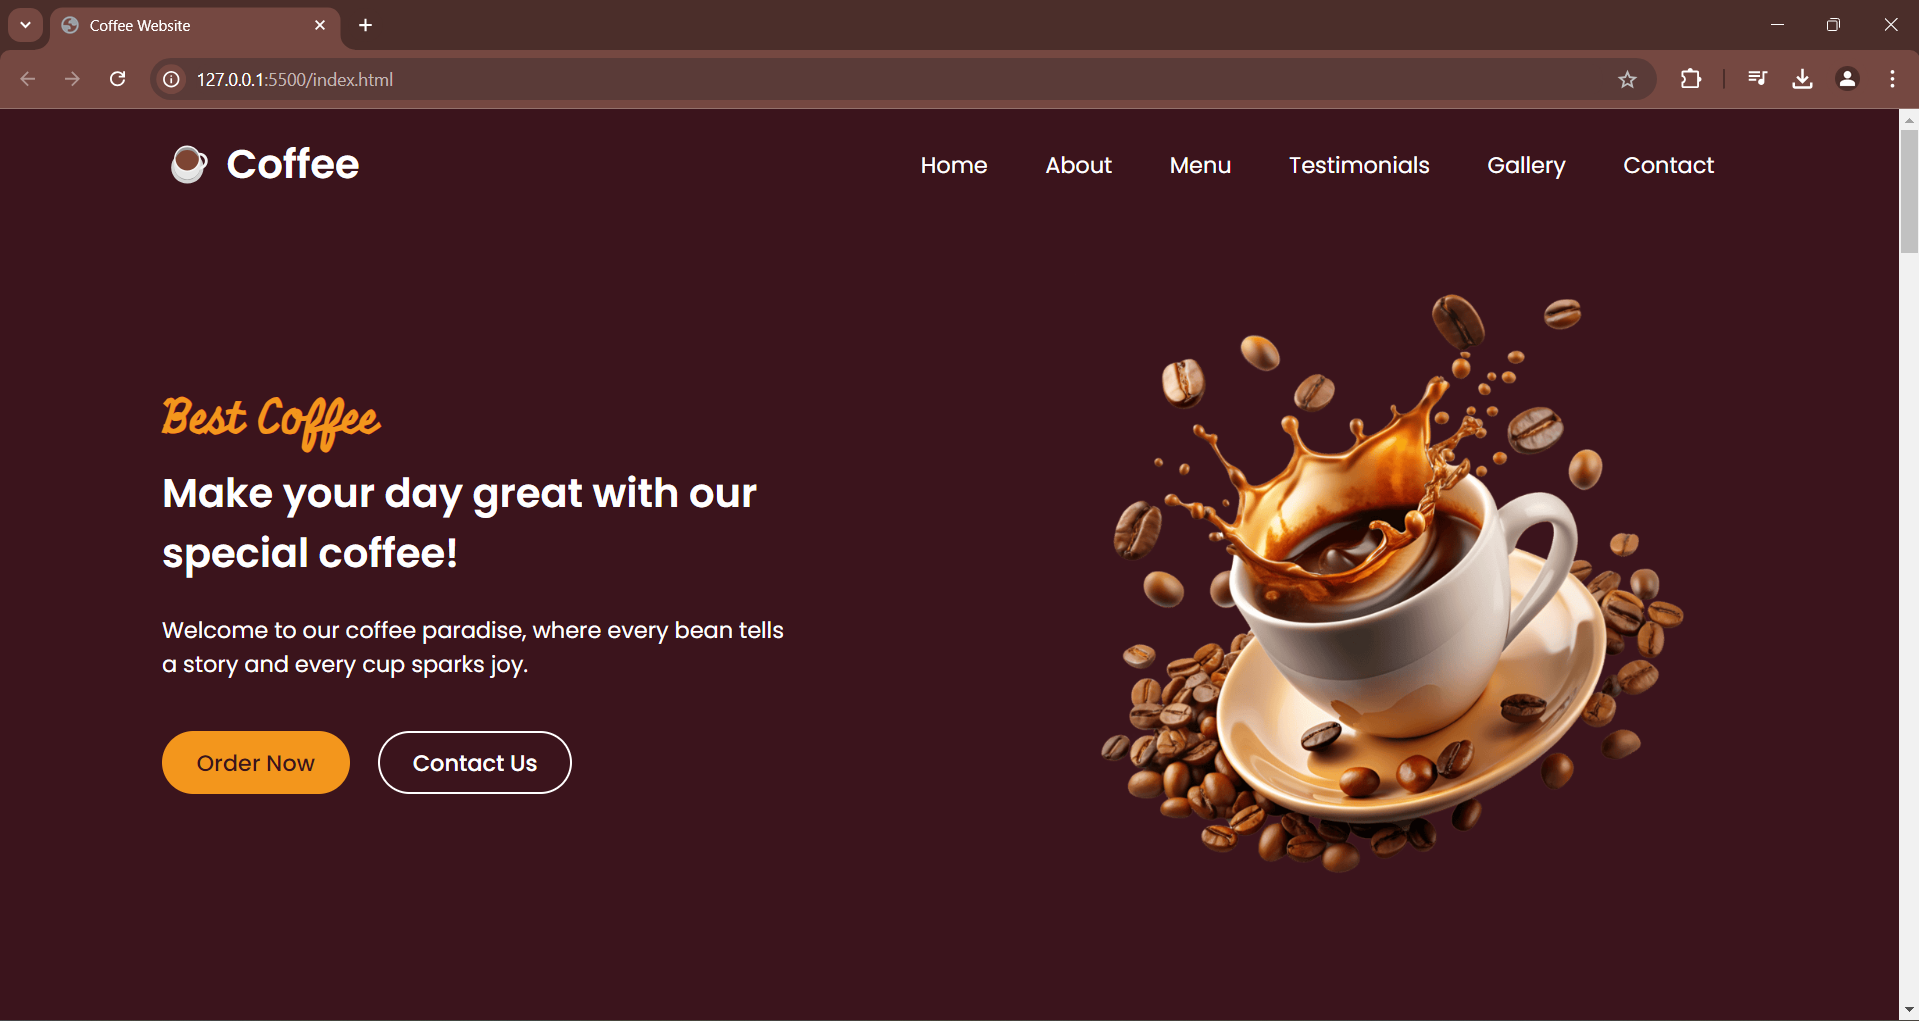 Coffee Website
127.0.0.1:5500/index.html
Coffee
Home About Menu Testimonials Gallery Contact
Best Coffee
Make your day great with our
special coffee!
Welcome to our coffee paradise, where every bean tells
a story and every cup sparks joy.
Order Now Contact Us